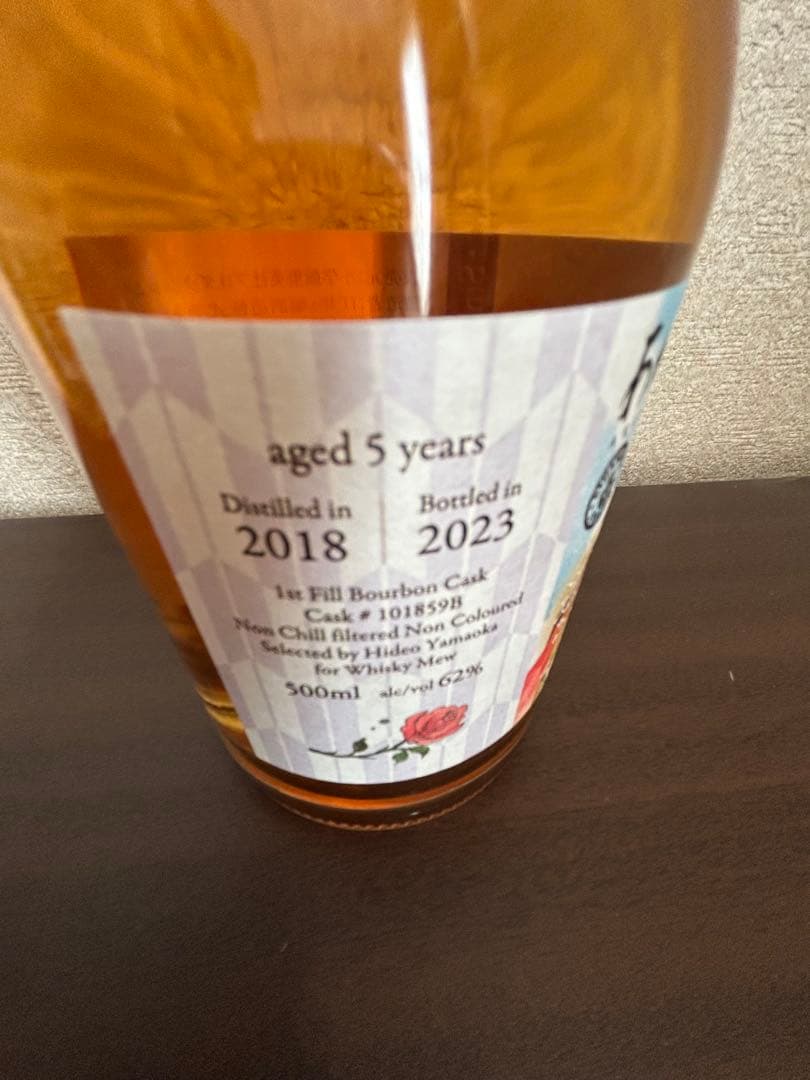 aged 5 years
Distilled in
2018
Bottled in
2023
1st Fill Bourbon Cask
Cask # 101859B
Non Chill filtered Non Coloured
Selected by Hideo Yamaoka
for Whisky Mew
500ml alc/vol 62%